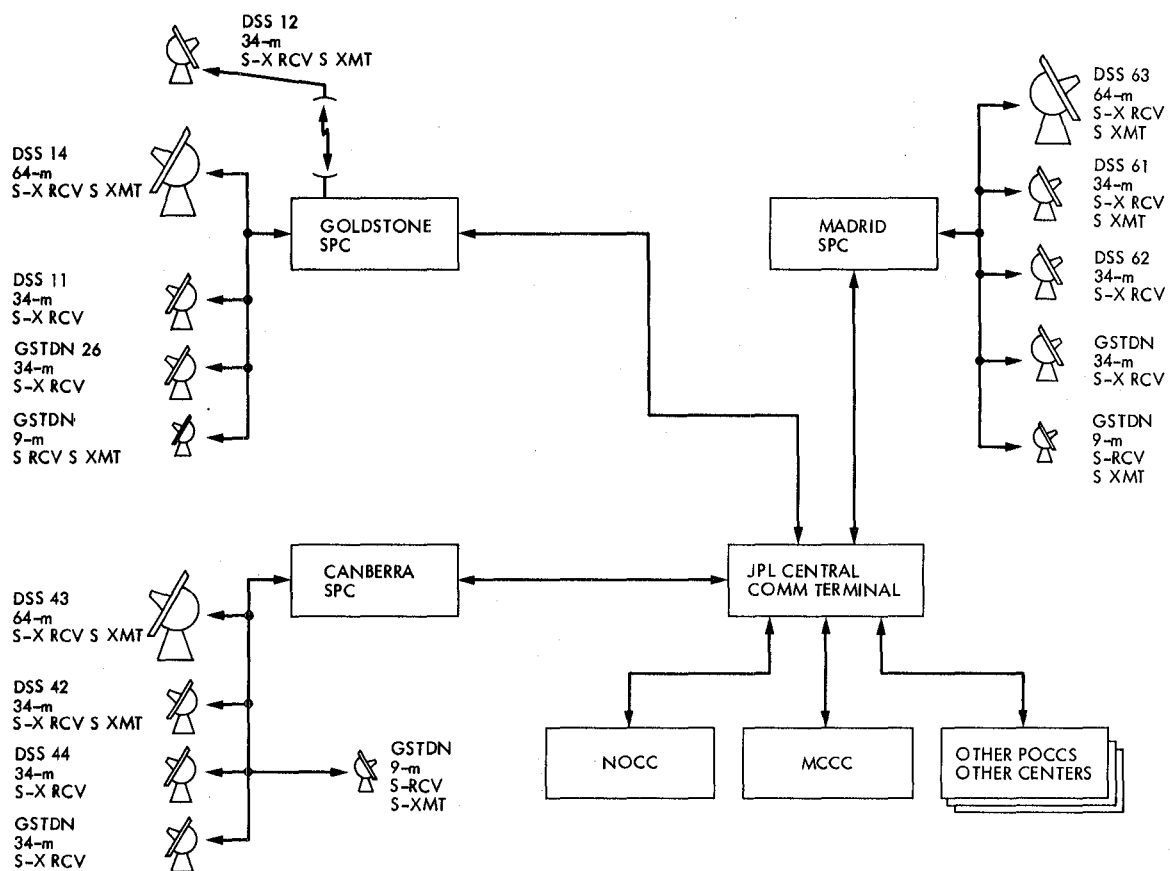 DSS 12
34-m
S-X RCV S XMT
DSS 14
64-m
S-X RCV S XMT
GOLDSTONE
SPC
DSS 11
34-m
S-X RCV
GSTDN 26
34-m
S-X RCV
GSTDN
9-m
S RCV S XMT
MADRID
SPC
DSS 63
64-m
S-X RCV
S XMT
DSS 61
34-m
S-X RCV
S XMT
DSS 62
34-m
S-X RCV
GSTDN
34-m
S-X RCV
GSTDN
9-m
S-RCV
S XMT
CANBERRA
SPC
JPL CENTRAL
COMM TERMINAL
DSS 43
64-m
S-X RCV S XMT
DSS 42
34-m
S-X RCV S XMT
DSS 44
34-m
S-X RCV
GSTDN
34-m
S-X RCV
GSTDN
9-m
S-RCV
S-XMT
NOCC
MCCC
OTHER POCCS
OTHER CENTERS